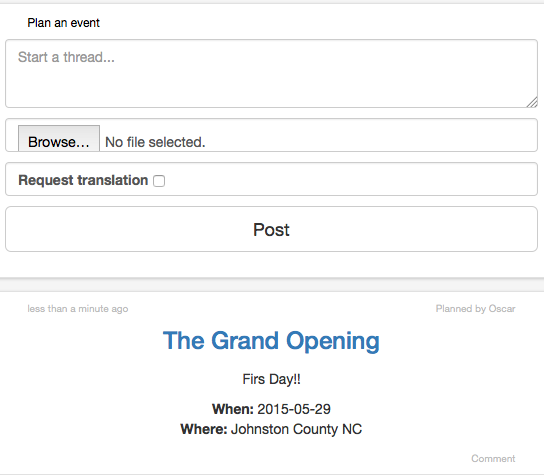 Plan an event
Start a thread...
Browse... No file selected.
Request translation
Post
less than a minute ago Planned by Oscar
The Grand Opening
Firs Day!!
When: 2015-05-29
Where: Johnston County NC
Comment